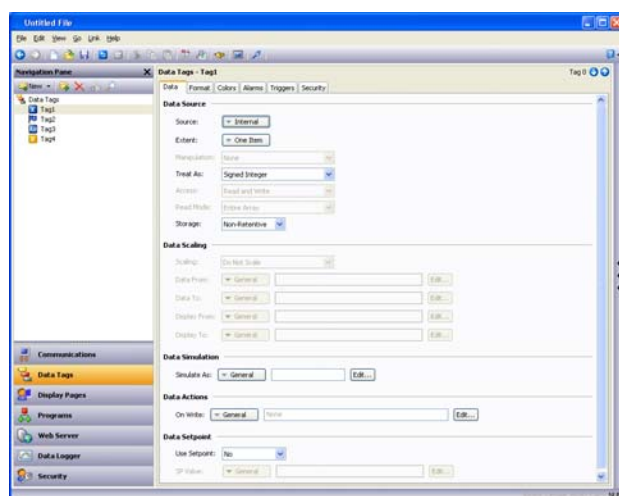 Untitled File
File Edit View Go Link Help
Navigation Pane
New
Data Tags
Tag1
Tag2
Tag3
Tag4
Communications
Data Tags
Display Pages
Programs
Web Server
Data Logger
Security
Data Tags - Tag1
Tag 0
Data Format Colors Alarms Triggers Security
Data Source
Source: Internal
Extent: One Item
Manipulation: None
Treat As: Signed Integer
Access: Read and Write
Read Mode: Entire Array
Storage: Non-Retentive
Data Scaling
Scaling: Do Not Scale
Data From: General Edit...
Data To: General Edit...
Display From: General Edit...
Display To: General Edit...
Data Simulation
Simulate As: General Edit...
Data Actions
On Write: General None Edit...
Data Setpoint
Use Setpoint: No
SP Value: General Edit...